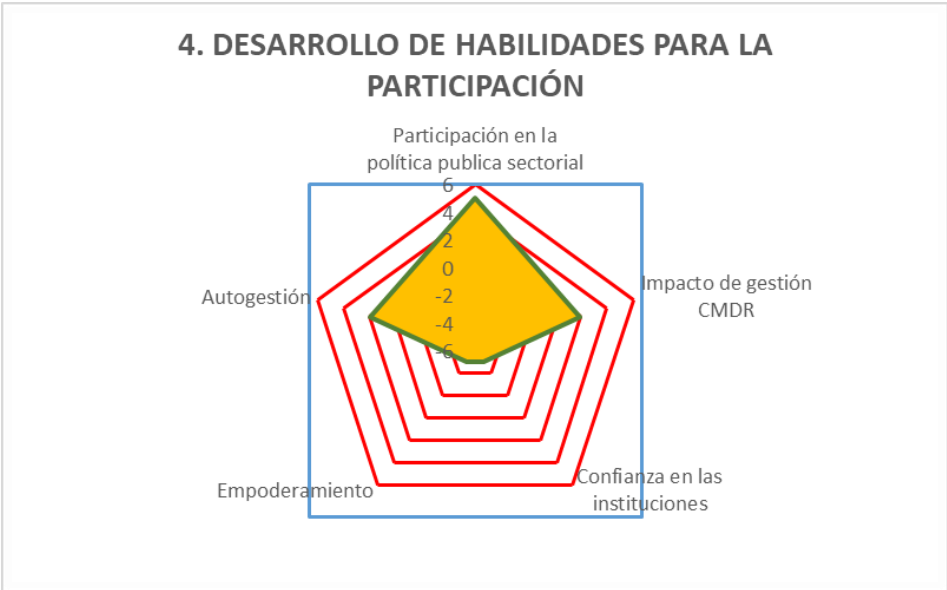 4. DESARROLLO DE HABILIDADES PARA LA
PARTICIPACIÓN
Participación en la
política publica sectorial
6
4
2
0
-2
-4
-6
Impacto de gestión
CMDR
Confianza en las
instituciones
Empoderamiento
Autogestión